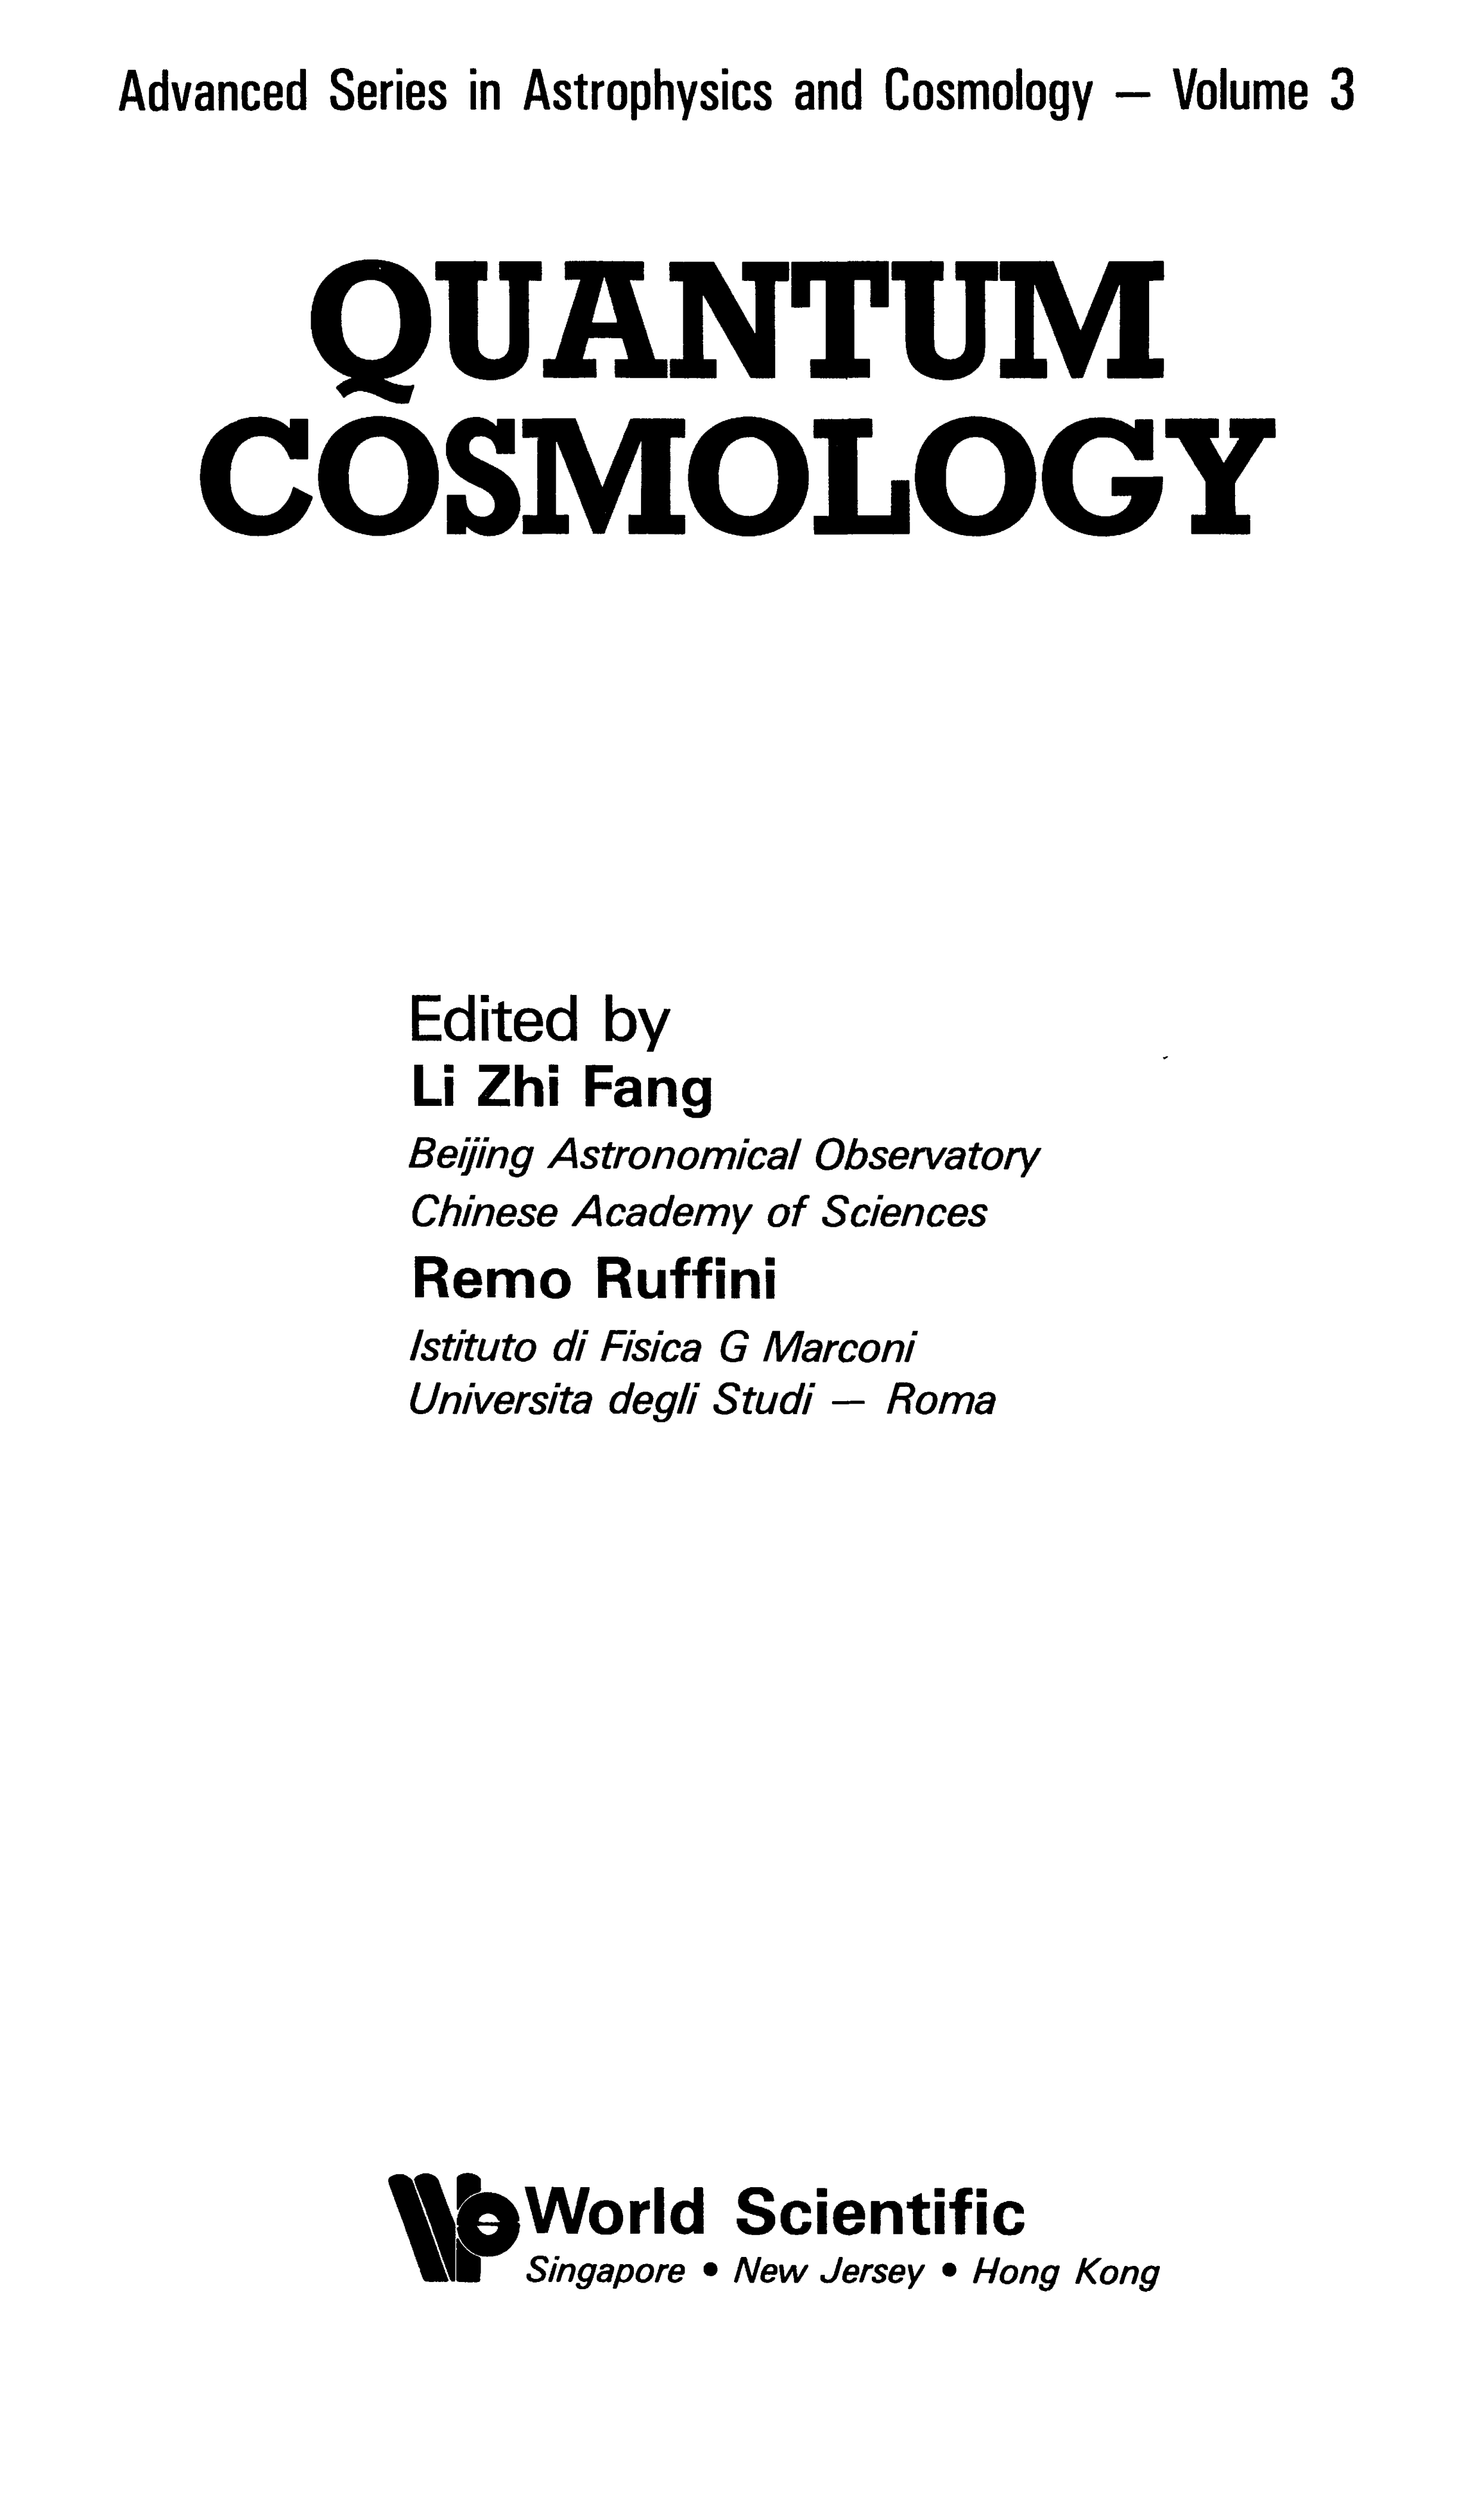 Advanced Series in Astrophysics and Cosmology — Volume 3
QUANTUM
COSMOLOGY
Edited by
Li Zhi Fang
Beijing Astronomical Observatory
Chinese Academy of Sciences
Remo Ruffini
Istituto di Fisica G Marconi
Universita degli Studi — Roma
World Scientific
Singapore • New Jersey • Hong Kong